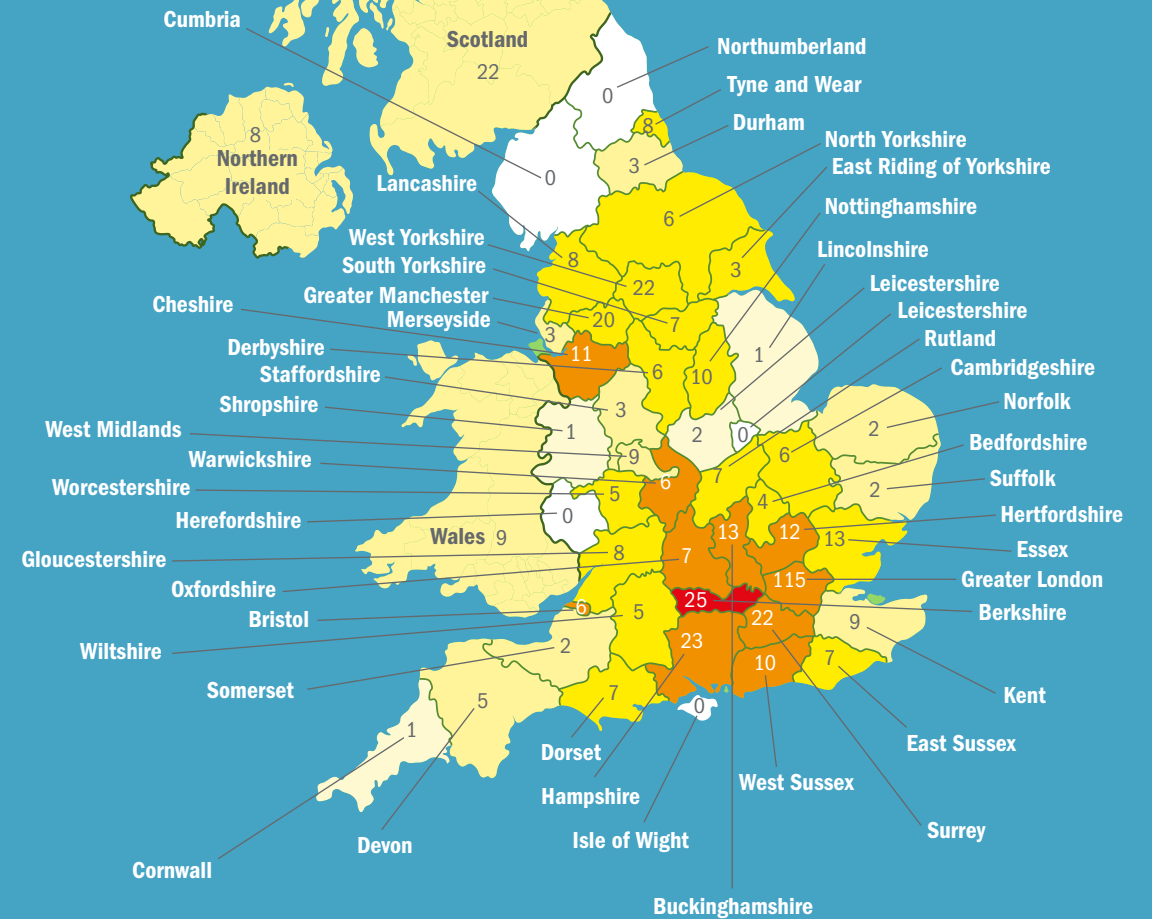 Cumbria
Scotland
22
Northumberland
0
Tyne and Wear
8
Durham
3
8
Northern
Ireland
North Yorkshire
6
East Riding of Yorkshire
3
0
Lancashire
8
Nottinghamshire
West Yorkshire
22
Lincolnshire
South Yorkshire
7
Leicestershire
Greater Manchester
20
Cheshire
Leicestershire
Merseyside
3
Rutland
Derbyshire
11
1
Cambridgeshire
Staffordshire
6
10
Norfolk
2
Shropshire
3
West Midlands
1
2
0
Bedfordshire
Warwickshire
9
6
Suffolk
2
Worcestershire
5
6
7
4
Hertfordshire
Herefordshire
0
13
12
13
Essex
Wales 9
Gloucestershire
8
7
115
Greater London
Oxfordshire
25
Berkshire
Bristol
6
5
22
9
Wiltshire
2
23
10
7
Somerset
5
7
0
Kent
1
Dorset
East Sussex
Hampshire
West Sussex
Isle of Wight
Surrey
Devon
Cornwall
Buckinghamshire